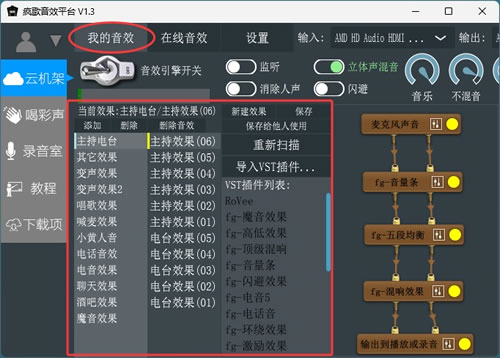 疯歌音效平台 V1.3
我的音效
在线音效
设置
输入:
AMD HD Audio HDMI ...
输出:
云机架
音效引擎开关
监听
立体声混音
消除人声
闪避
音乐
不混音
喝彩声
录音室
教程
下载项
当前效果:主持电台/主持效果(06)
添加
删除
删除音效
新建效果
保存
保存给他人使用
重新扫描
导入VST插件...
VST插件列表:
主持电台
其它效果
变声效果
变声效果2
唱歌效果
喊麦效果
小黄人音
电话音效
电音效果
聊天效果
酒吧效果
魔音效果
主持效果(06)
主持效果(05)
主持效果(04)
主持效果(03)
主持效果(02)
主持效果(01)
电台效果(05)
电台效果(04)
电台效果(03)
电台效果(02)
电台效果(01)
RoVee
fg-魔音效果
fg-高低效果
fg-顶级混响
fg-音量条
fg-闪避效果
fg-电音5
fg-电话音
fg-环绕效果
fg-激励效果
麦克风声音
fg-音量条
fg-五段均衡
fg-混响效果
输出到播放或录音